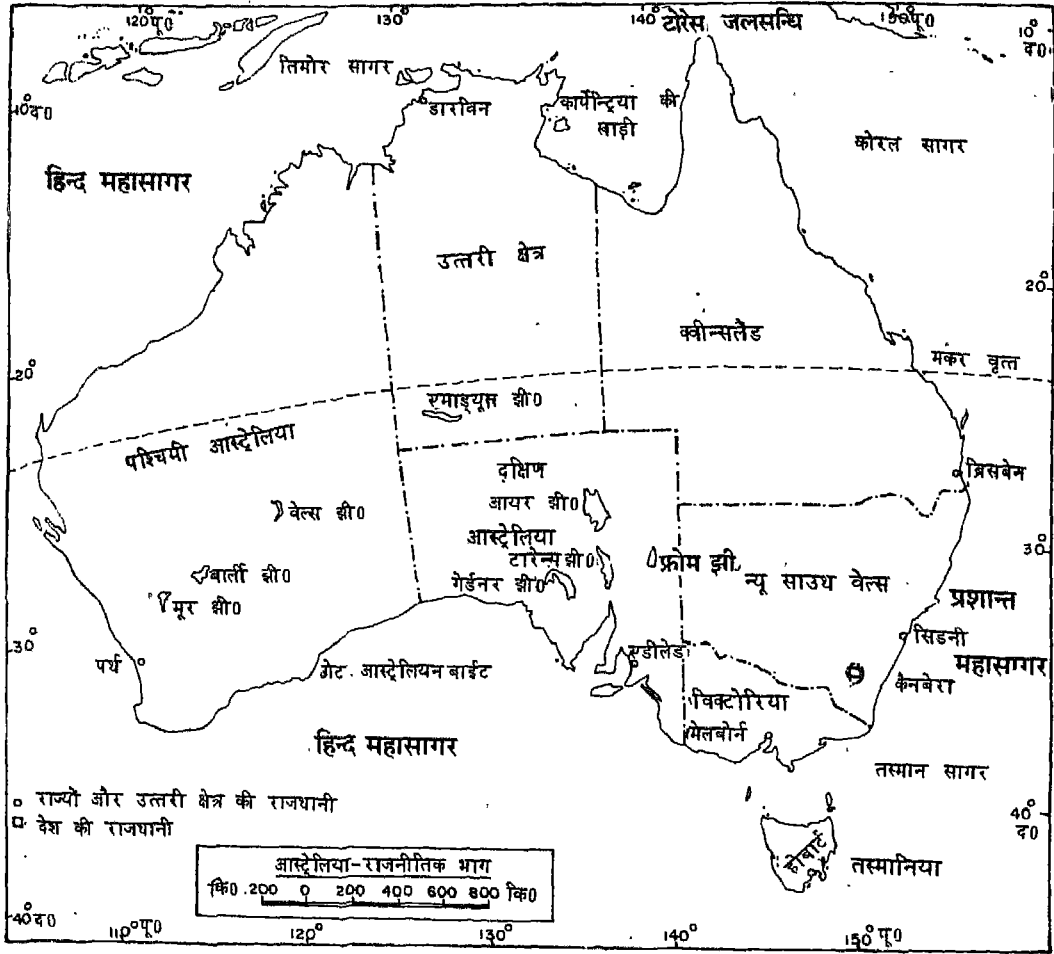 120°पू0
130°
140°
150°पू0
टोरेस जलसन्धि
10°
द0
तिमोर सागर
10°द0
डारविन
कार्पेन्ट्रिया की
खाड़ी
कोरल सागर
हिन्द महासागर
उत्तरी क्षेत्र
20°
क्वीन्सलैंड
मकर वृत्त
20°
एमाड्यूस झी0
पश्चिमी आस्ट्रेलिया
दक्षिण
ब्रिसबेन
आयर झी0
वेल्स झी0
आस्ट्रेलिया
30°
टारेन्स झी0
फ्रोम झी.
बार्ली झी0
गेर्डनर झी0
न्यू साउथ वेल्स
मूर झी0
प्रशान्त
सिडनी
30°
एडीलेड
पर्थ
महासागर
गेट आस्ट्रेलियन बाईट
कैनबेरा
विक्टोरिया
मेलबोर्न
हिन्द महासागर
तस्मान सागर
राज्यों और उत्तरी क्षेत्र की राजधानी
देश की राजधानी
40°
द0
होबार्ट
तस्मानिया
आस्ट्रेलिया-राजनीतिक भाग
कि0 200 0 200 400 600 800 कि0
40°द0
110°पू0
120°
130°
140°
150°पू0